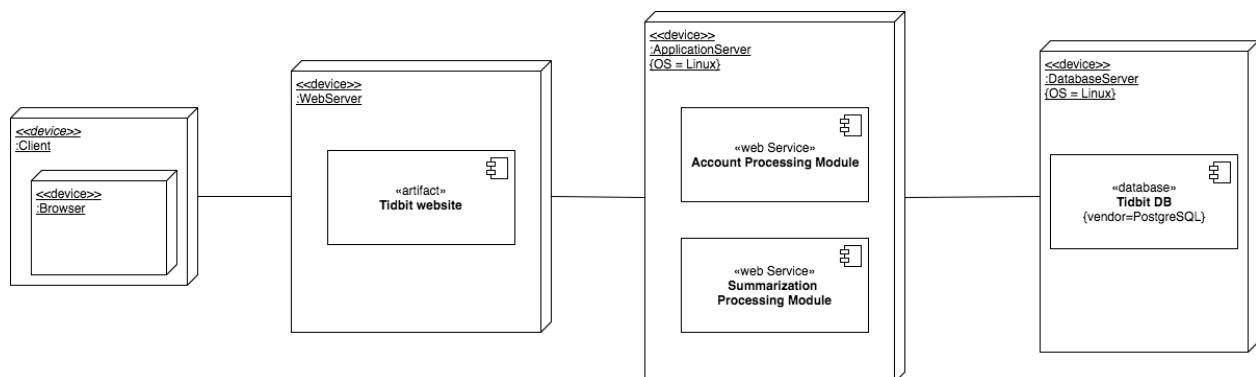 <<device>>
:Client
<<device>>
:Browser
<<device>>
:WebServer
«artifact»
Tidbit website
<<device>>
:ApplicationServer
{OS = Linux}
«web Service»
Account Processing Module
«web Service»
Summarization
Processing Module
<<device>>
:DatabaseServer
{OS = Linux}
«database»
Tidbit DB
{vendor=PostgreSQL}